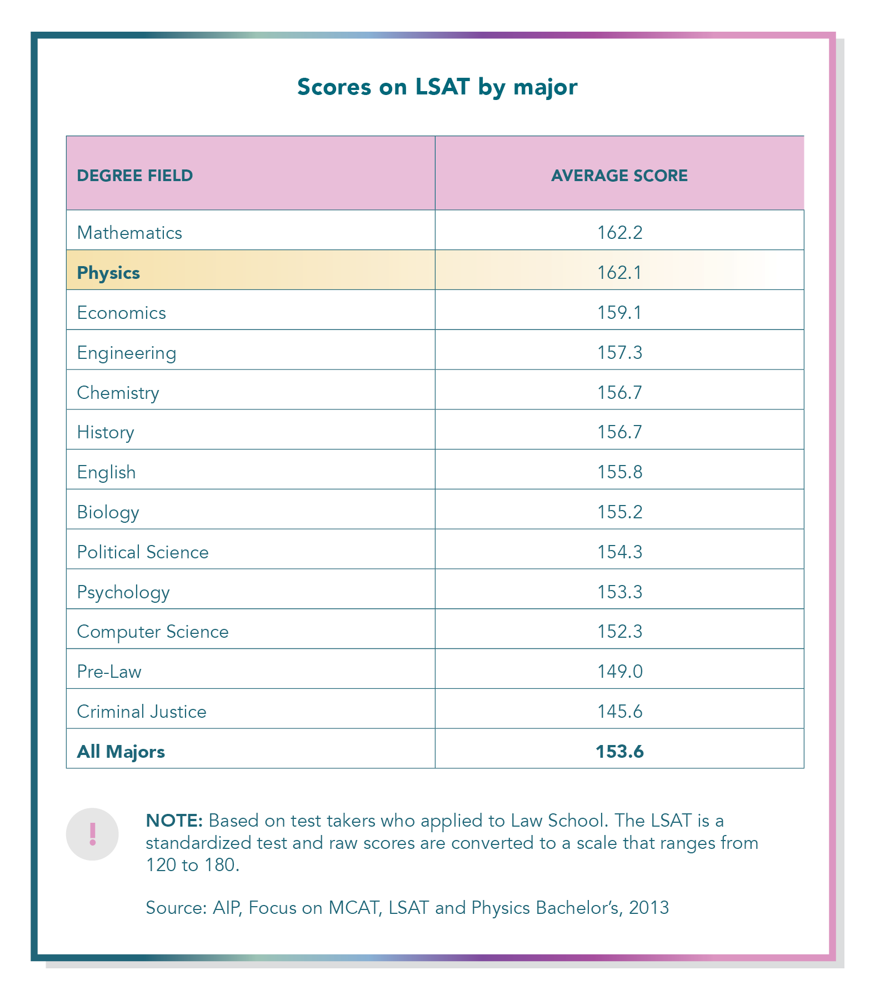 Scores on LSAT by major
DEGREE FIELD AVERAGE SCORE
Mathematics 162.2
Physics 162.1
Economics 159.1
Engineering 157.3
Chemistry 156.7
History 156.7
English 155.8
Biology 155.2
Political Science 154.3
Psychology 153.3
Computer Science 152.3
Pre-Law 149.0
Criminal Justice 145.6
All Majors 153.6
!
NOTE: Based on test takers who applied to Law School. The LSAT is a
standardized test and raw scores are converted to a scale that ranges from
120 to 180.
Source: AIP, Focus on MCAT, LSAT and Physics Bachelor’s, 2013